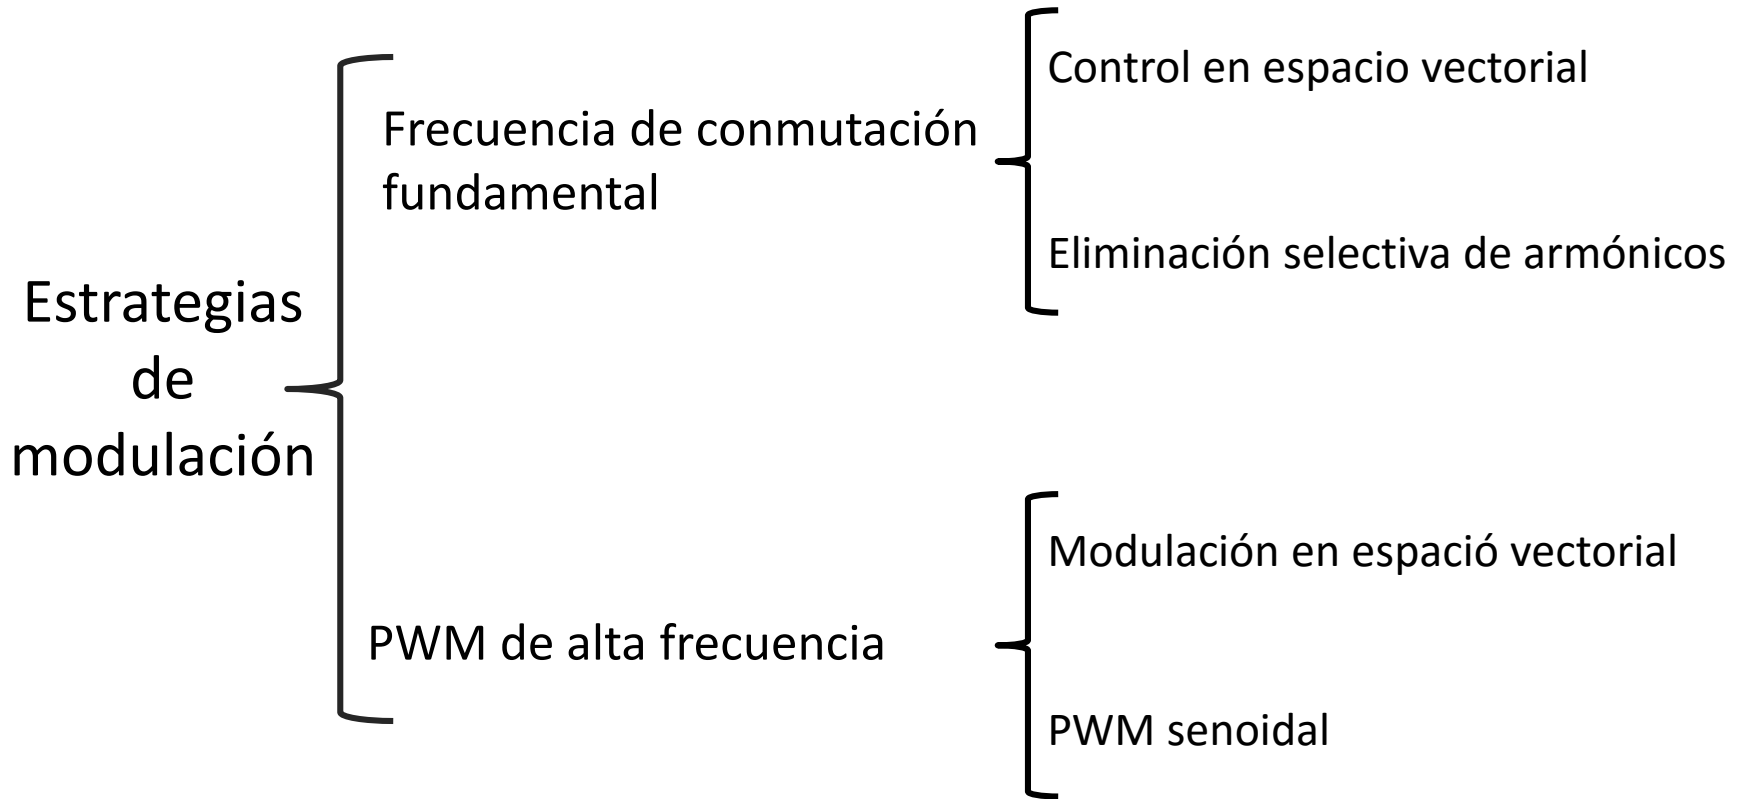 Estrategias
de
modulación
Frecuencia de conmutación
fundamental
Control en espacio vectorial
Eliminación selectiva de armónicos
PWM de alta frecuencia
Modulación en espació vectorial
PWM senoidal